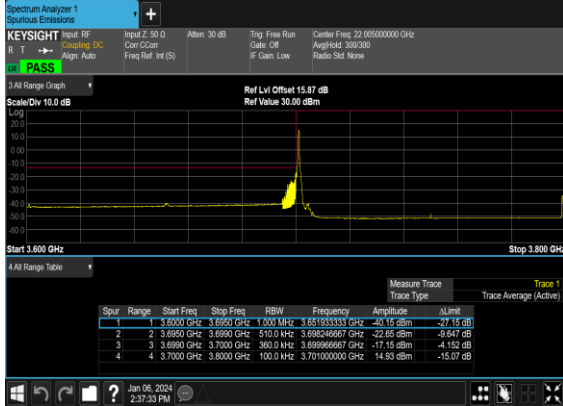 Spectrum Analyzer 1
Spurious Emissions
+
KEYSIGHT Input: RF Input Z: 50 Ω Atten: 30 dB Trig: Free Run Center Freq: 22.005000000 GHz
R T Coupling: DC Corr CCorr Gate: Off Avg|Hold: 300/300
Align: Auto Freq Ref: Int (S) IF Gain: Low Radio Std: None
PASS
3 All Range Graph
Ref Lvl Offset 15.87 dB
Scale/Div 10.0 dB Ref Value 30.00 dBm
Log
20.0
10.0
0.00
-10.0
-20.0
-30.0
-40.0
-50.0
-60.0
Start 3.600 GHz Stop 3.800 GHz
4 All Range Table
Measure Trace Trace 1
Trace Type Trace Average (Active)
Spur Range Start Freq Stop Freq RBW Frequency Amplitude ΔLimit
1 1 3.6000 GHz 3.6950 GHz 1.000 MHz 3.651933333 GHz -40.15 dBm -27.15 dB
2 2 3.6950 GHz 3.6990 GHz 510.0 kHz 3.698246667 GHz -22.65 dBm -9.647 dB
3 3 3.6990 GHz 3.7000 GHz 360.0 kHz 3.699966667 GHz -17.15 dBm -4.152 dB
4 4 3.7000 GHz 3.8000 GHz 100.0 kHz 3.701000000 GHz 14.93 dBm -15.07 dB
? Jan 06, 2024
2:37:33 PM